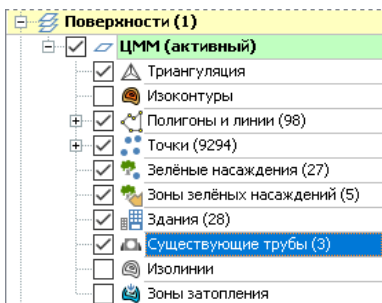 Поверхности (1)
ЦММ (активный)
Триангуляция
Изоконтуры
Полигоны и линии (98)
Точки (9294)
Зелёные насаждения (27)
Зоны зелёных насаждений (5)
Здания (28)
Существующие трубы (3)
Изолинии
Зоны затопления